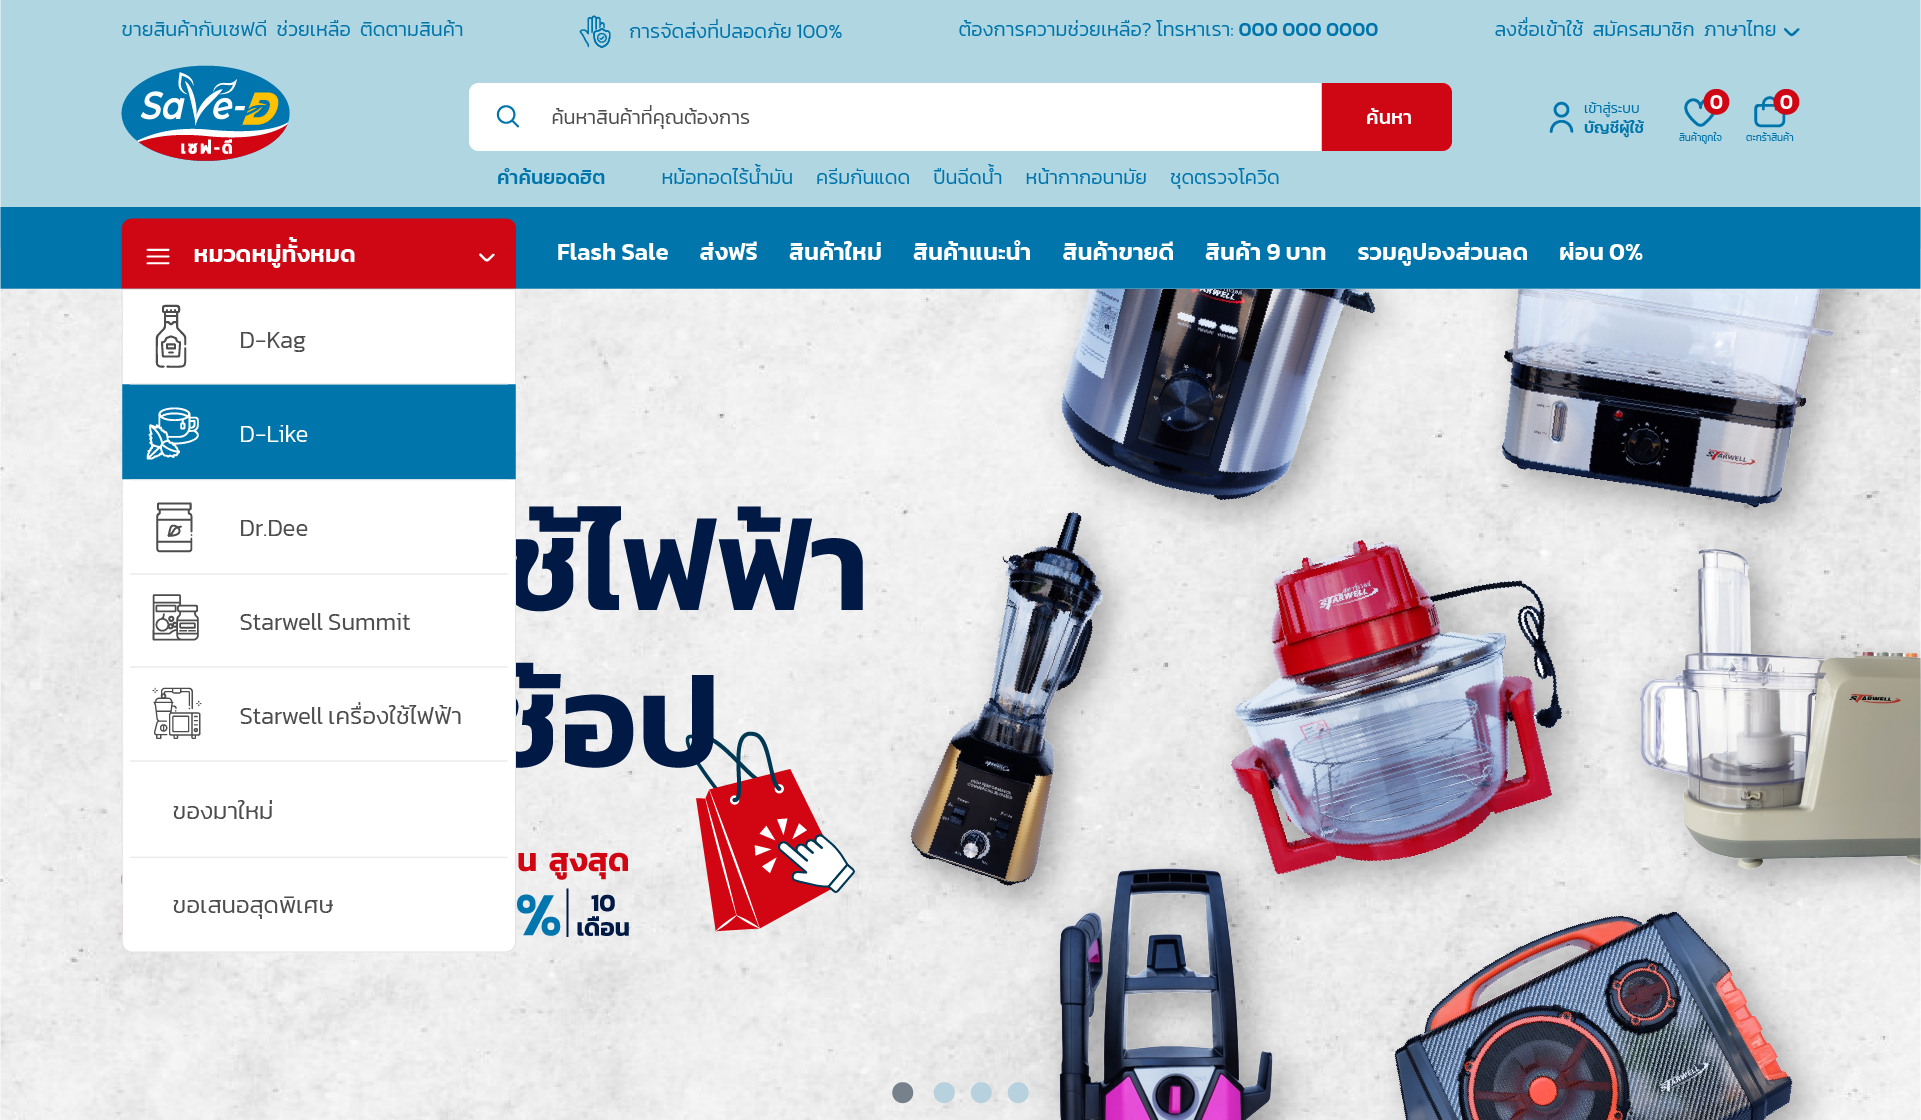 ขายสินค้ากับเซฟดี ช่วยเหลือ ติดตามสินค้า
การจัดส่งที่ปลอดภัย 100%
ต้องการความช่วยเหลือ? โทรหาเรา: 000 000 0000
ลงชื่อเข้าใช้ สมัครสมาชิก ภาษาไทย
SaVe-D
เซฟ-ดี
ค้นหาสินค้าที่คุณต้องการ
ค้นหา
เข้าสู่ระบบ
บัญชีผู้ใช้
0
สินค้าถูกใจ
0
ตะกร้าสินค้า
คำค้นยอดฮิต หม้อทอดไร้น้ำมัน ครีมกันแดด ปืนฉีดน้ำ หน้ากากอนามัย ชุดตรวจโควิด
หมวดหมู่ทั้งหมด
Flash Sale ส่งฟรี สินค้าใหม่ สินค้าแนะนำ สินค้าขายดี สินค้า 9 บาท รวมคูปองส่วนลด ผ่อน 0%
D-Kag
D-Like
Dr.Dee
Starwell Summit
Starwell เครื่องใช้ไฟฟ้า
ของมาใหม่
ขอเสนอสุดพิเศษ
ช้ไฟฟ้า
ช้อป
น สูงสุด
% 10
เดือน
STARWELL
STARWELL
STARWELL
STARWELL
STARWELL
STARWELL